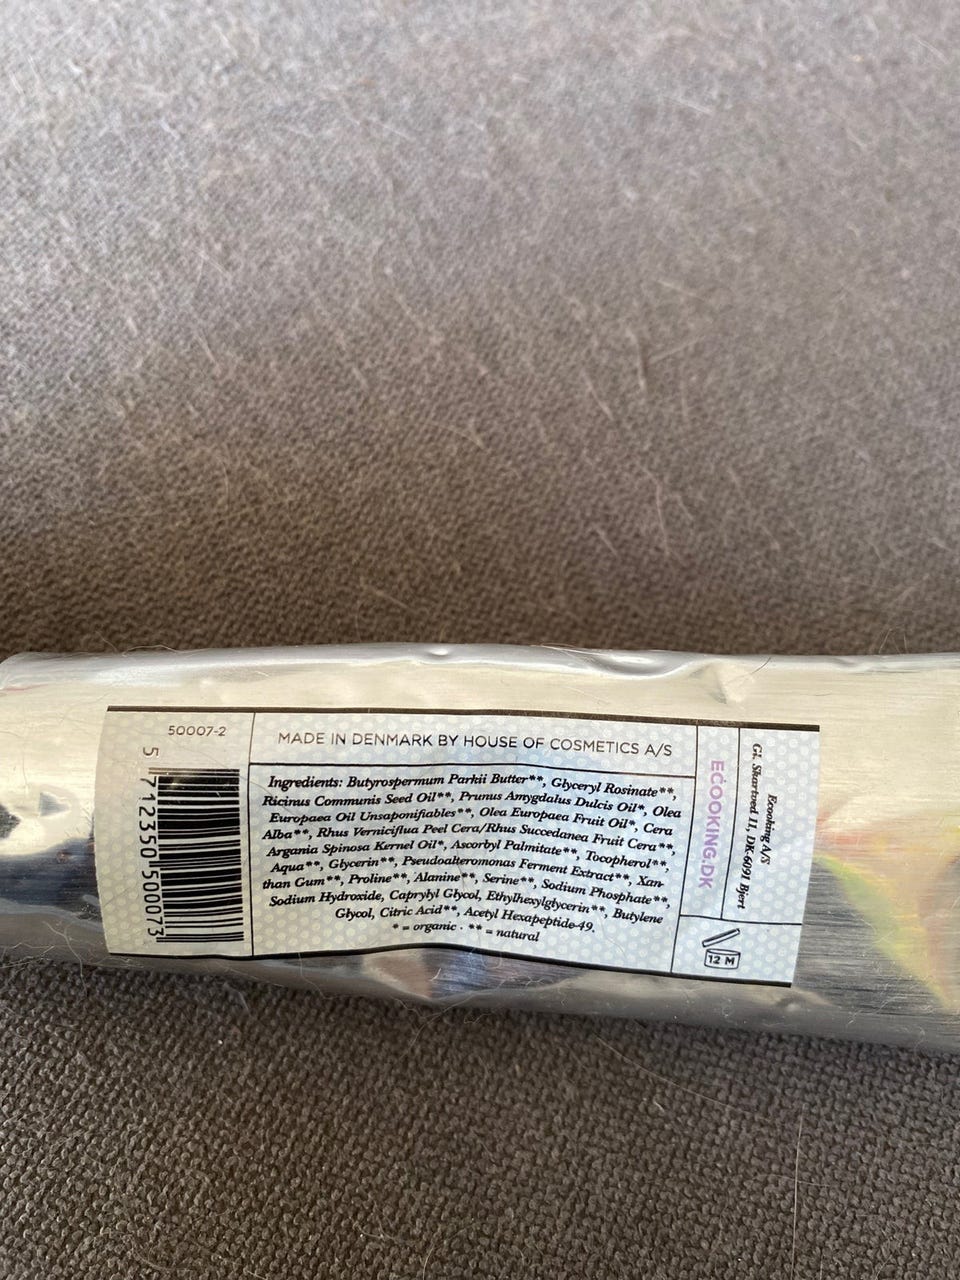 50007-2
5 712350 500073
MADE IN DENMARK BY HOUSE OF COSMETICS A/S
Ingredients: Butyrospermum Parkii Butter**, Glyceryl Rosinate**,
Ricinus Communis Seed Oil**, Prunus Amygdalus Dulcis Oil*, Olea
Europaea Oil Unsaponifiables**, Olea Europaea Fruit Oil*, Cera
Alba**, Rhus Verniciflua Peel Cera/Rhus Succedanea Fruit Cera**,
Argania Spinosa Kernel Oil*, Ascorbyl Palmitate**, Tocopherol**,
Aqua**, Glycerin**, Pseudoalteromonas Ferment Extract**, Xan-
than Gum**, Proline**, Alanine**, Serine**, Sodium Phosphate**,
Sodium Hydroxide, Caprylyl Glycol, Ethylhexylglycerin**, Butylene
Glycol, Citric Acid**, Acetyl Hexapeptide-49.
* = organic · ** = natural
ECOOKING.DK
Ecooking A/S
Gl. Skartved 11, DK-6091 Bjert
12 M